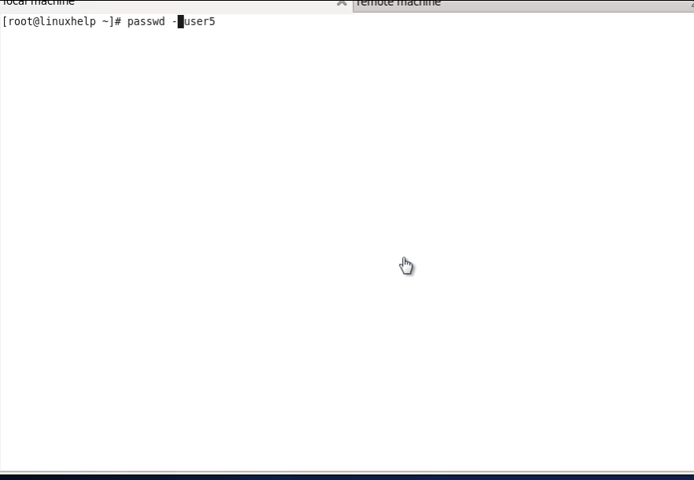 local machine
remote machine
[root@linuxhelp ~]# passwd - user5